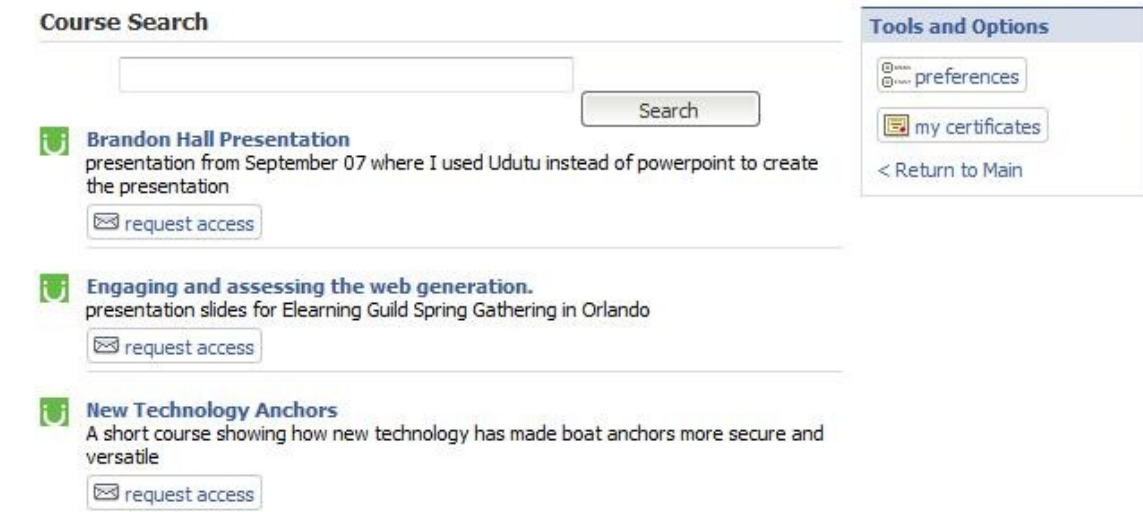 Course Search
Search
Brandon Hall Presentation
presentation from September 07 where I used Udutu instead of powerpoint to create
the presentation
request access
Engaging and assessing the web generation.
presentation slides for Elearning Guild Spring Gathering in Orlando
request access
New Technology Anchors
A short course showing how new technology has made boat anchors more secure and
versatile
request access
Tools and Options
preferences
my certificates
< Return to Main